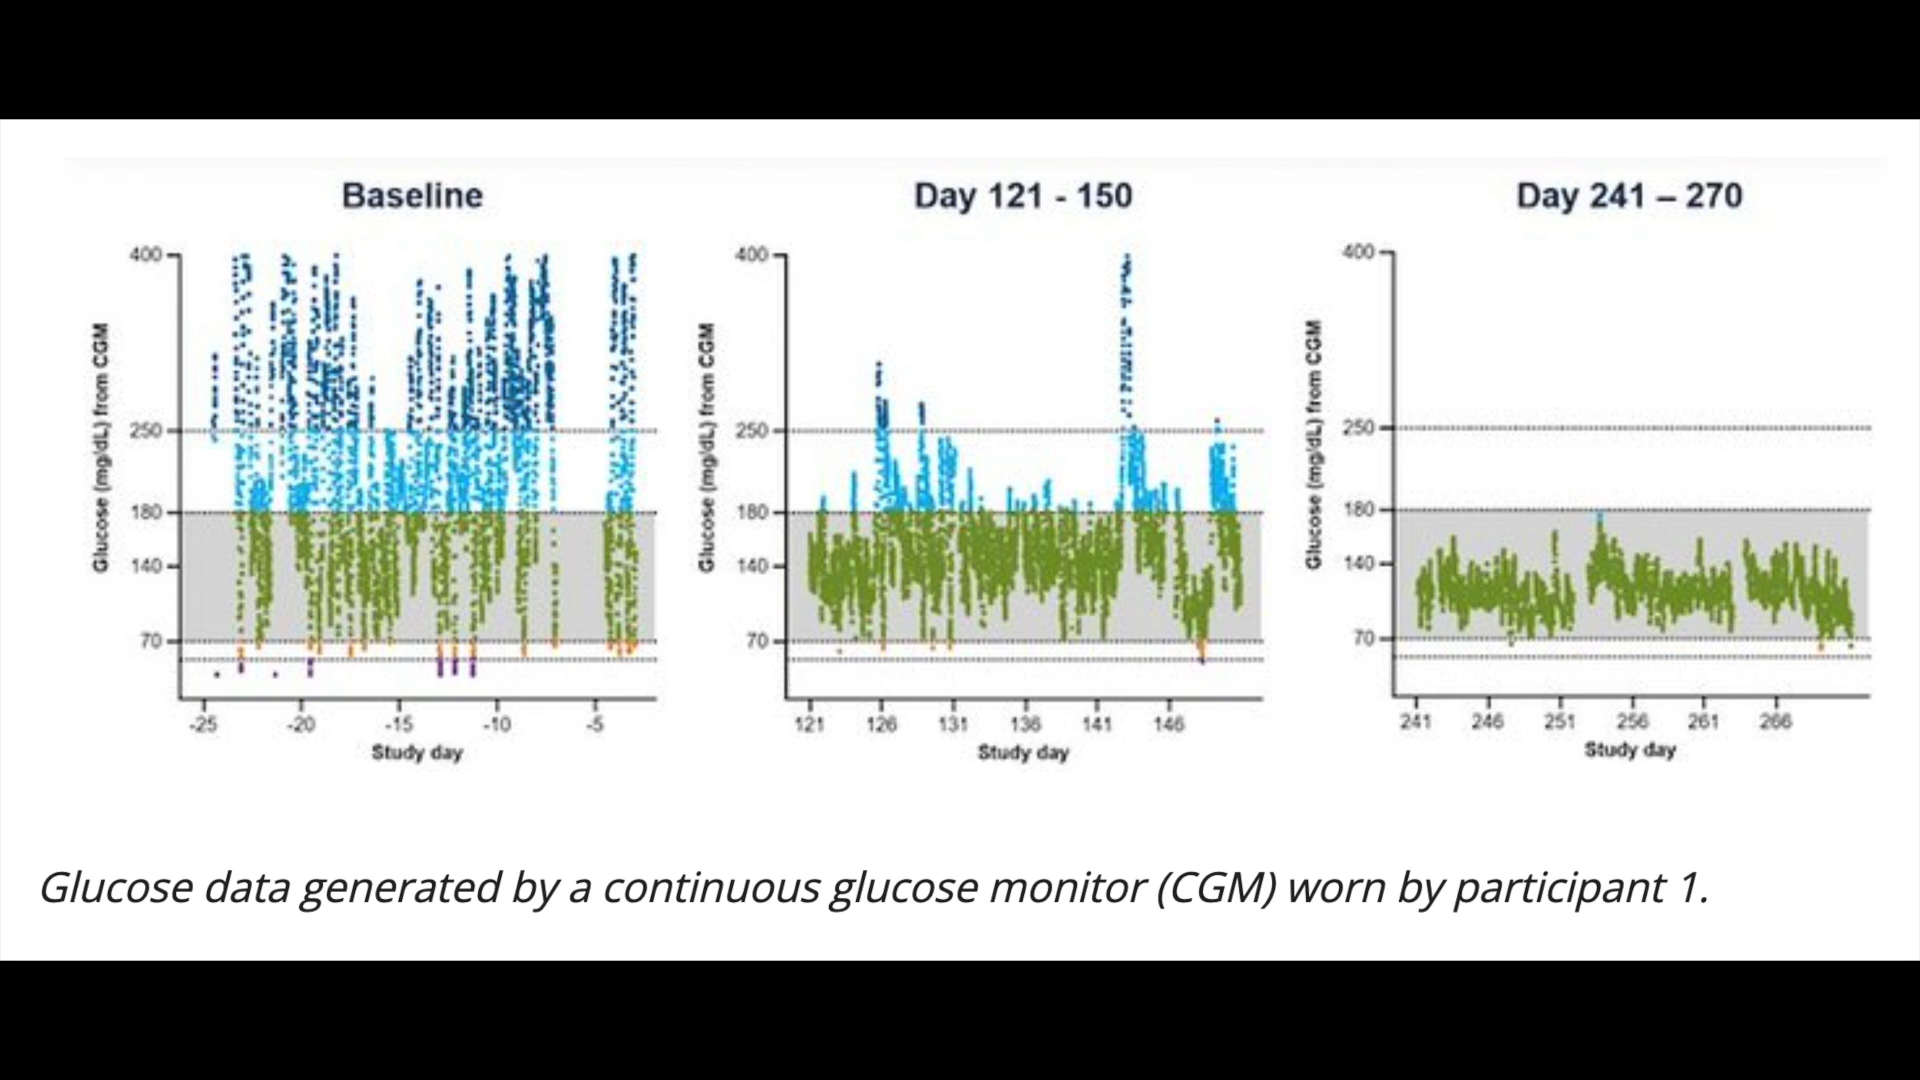 Baseline
Day 121 - 150
Day 241 – 270
Glucose (mg/dL) from CGM
400
250
180
140
70
-25 -20 -15 -10 -5
Study day
Glucose (mg/dL) from CGM
400
250
180
140
70
121 126 131 136 141 146
Study day
Glucose (mg/dL) from CGM
400
250
180
140
70
241 246 251 256 261 266
Study day
Glucose data generated by a continuous glucose monitor (CGM) worn by participant 1.